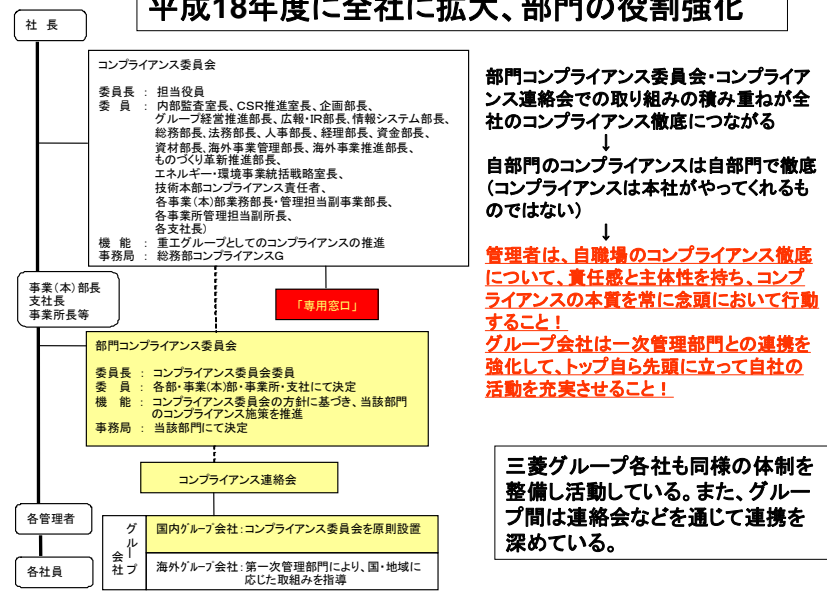 平成18年度に全社に拡大、部門の役割強化
社 長
コンプライアンス委員会
委員長 : 担当役員
委 員 : 内部監査室長、CSR推進室長、企画部長、
グループ経営推進部長、広報・IR部長、情報システム部長、
総務部長、法務部長、人事部長、経理部長、資金部長、
資材部長、海外事業管理部長、海外事業推進部長、
ものづくり革新推進部長、
エネルギー・環境事業統括戦略室長、
技術本部コンプライアンス責任者、
各事業(本)部業務部長・管理担当副事業部長、
各事業所管理担当副所長、
各支社長)
機 能 : 重工グループとしてのコンプライアンスの推進
事務局 : 総務部コンプライアンスG
事業(本)部長
支社長
事業所長等
「専用窓口」
部門コンプライアンス委員会
委員長 : コンプライアンス委員会委員
委 員 : 各部・事業(本)部・事業所・支社にて決定
機 能 : コンプライアンス委員会の方針に基づき、当該部門
のコンプライアンス施策を推進
事務局 : 当該部門にて決定
コンプライアンス連絡会
各管理者
各社員
グループ会社
国内グループ会社:コンプライアンス委員会を原則設置
海外グループ会社:第一次管理部門により、国・地域に
応じた取組みを指導
部門コンプライアンス委員会・コンプライア
ンス連絡会での取り組みの積み重ねが全
社のコンプライアンス徹底につながる
↓
自部門のコンプライアンスは自部門で徹底
(コンプライアンスは本社がやってくれるも
のではない)
↓
管理者は、自職場のコンプライアンス徹底
について、責任感と主体性を持ち、コンプ
ライアンスの本質を常に念頭において行動
すること!
グループ会社は一次管理部門との連携を
強化して、トップ自ら先頭に立って自社の
活動を充実させること!
三菱グループ各社も同様の体制を
整備し活動している。また、グルー
プ間は連絡会などを通じて連携を
深めている。